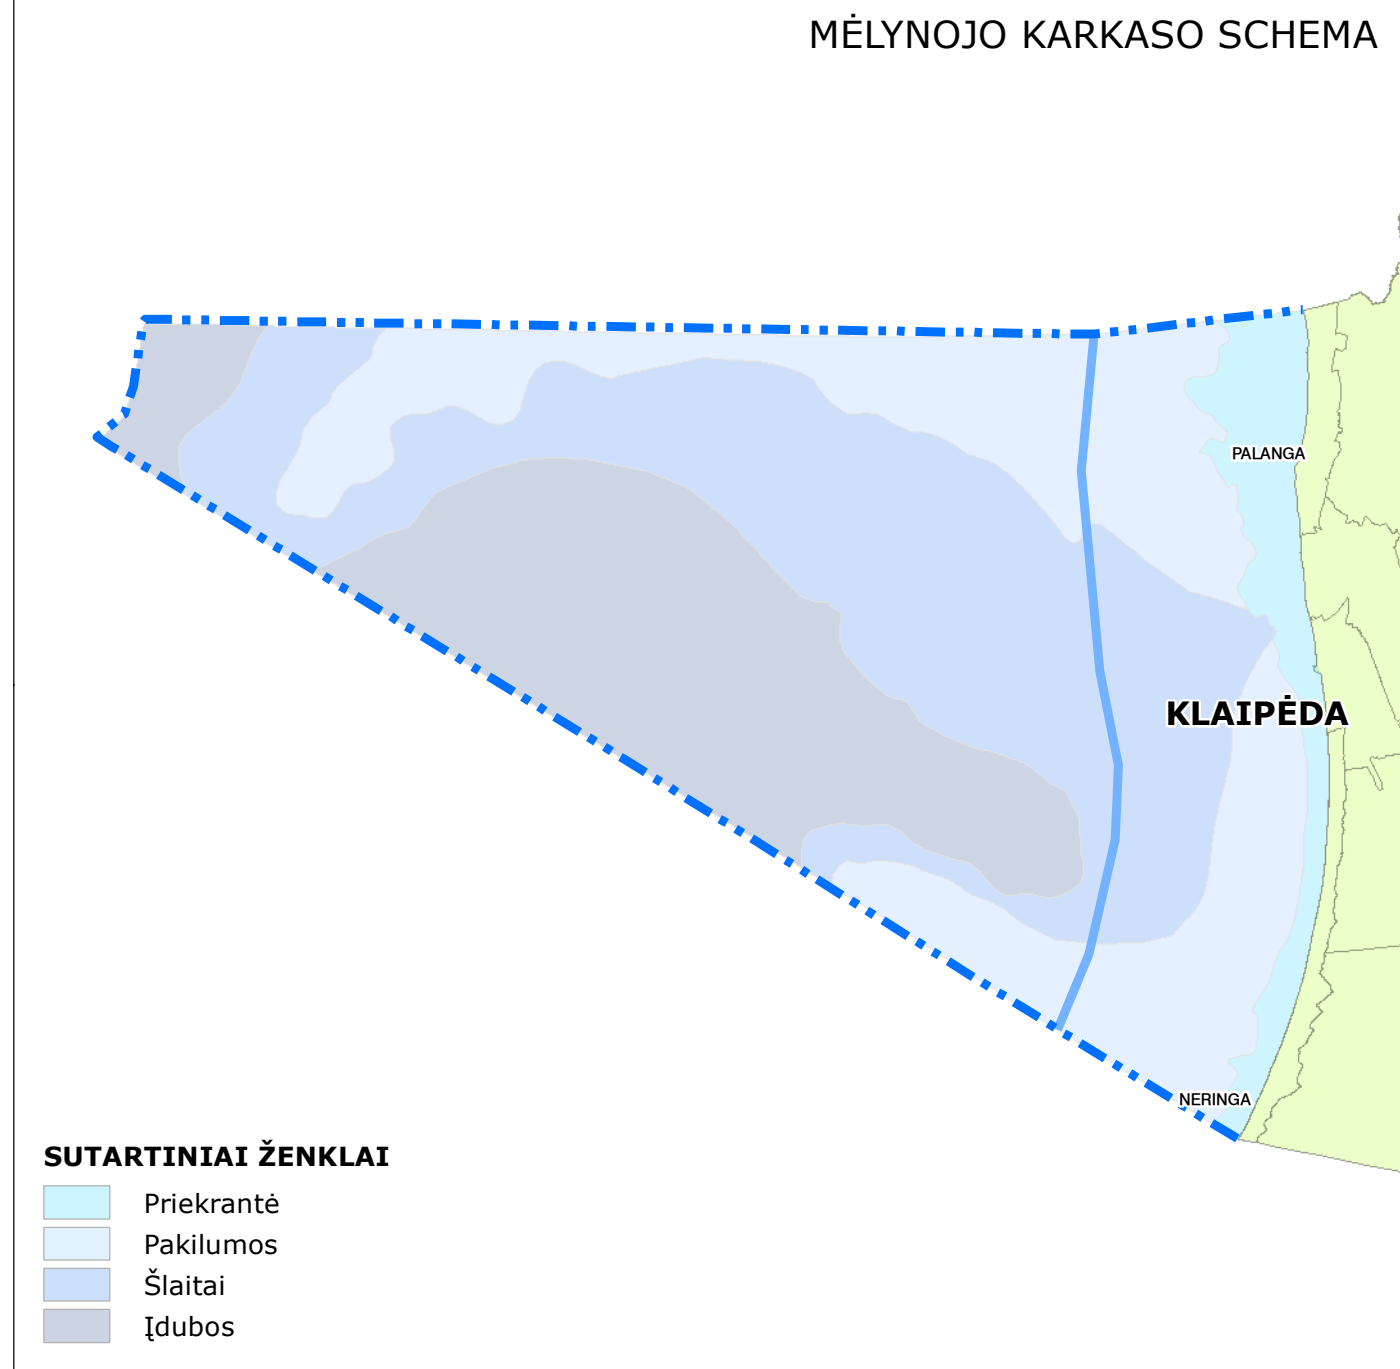 MĖLYNOJO KARKASO SCHEMA
PALANGA
KLAIPĖDA
NERINGA
SUTARTINIAI ŽENKLAI
Priekrantė
Pakilumos
Šlaitai
Įdubos